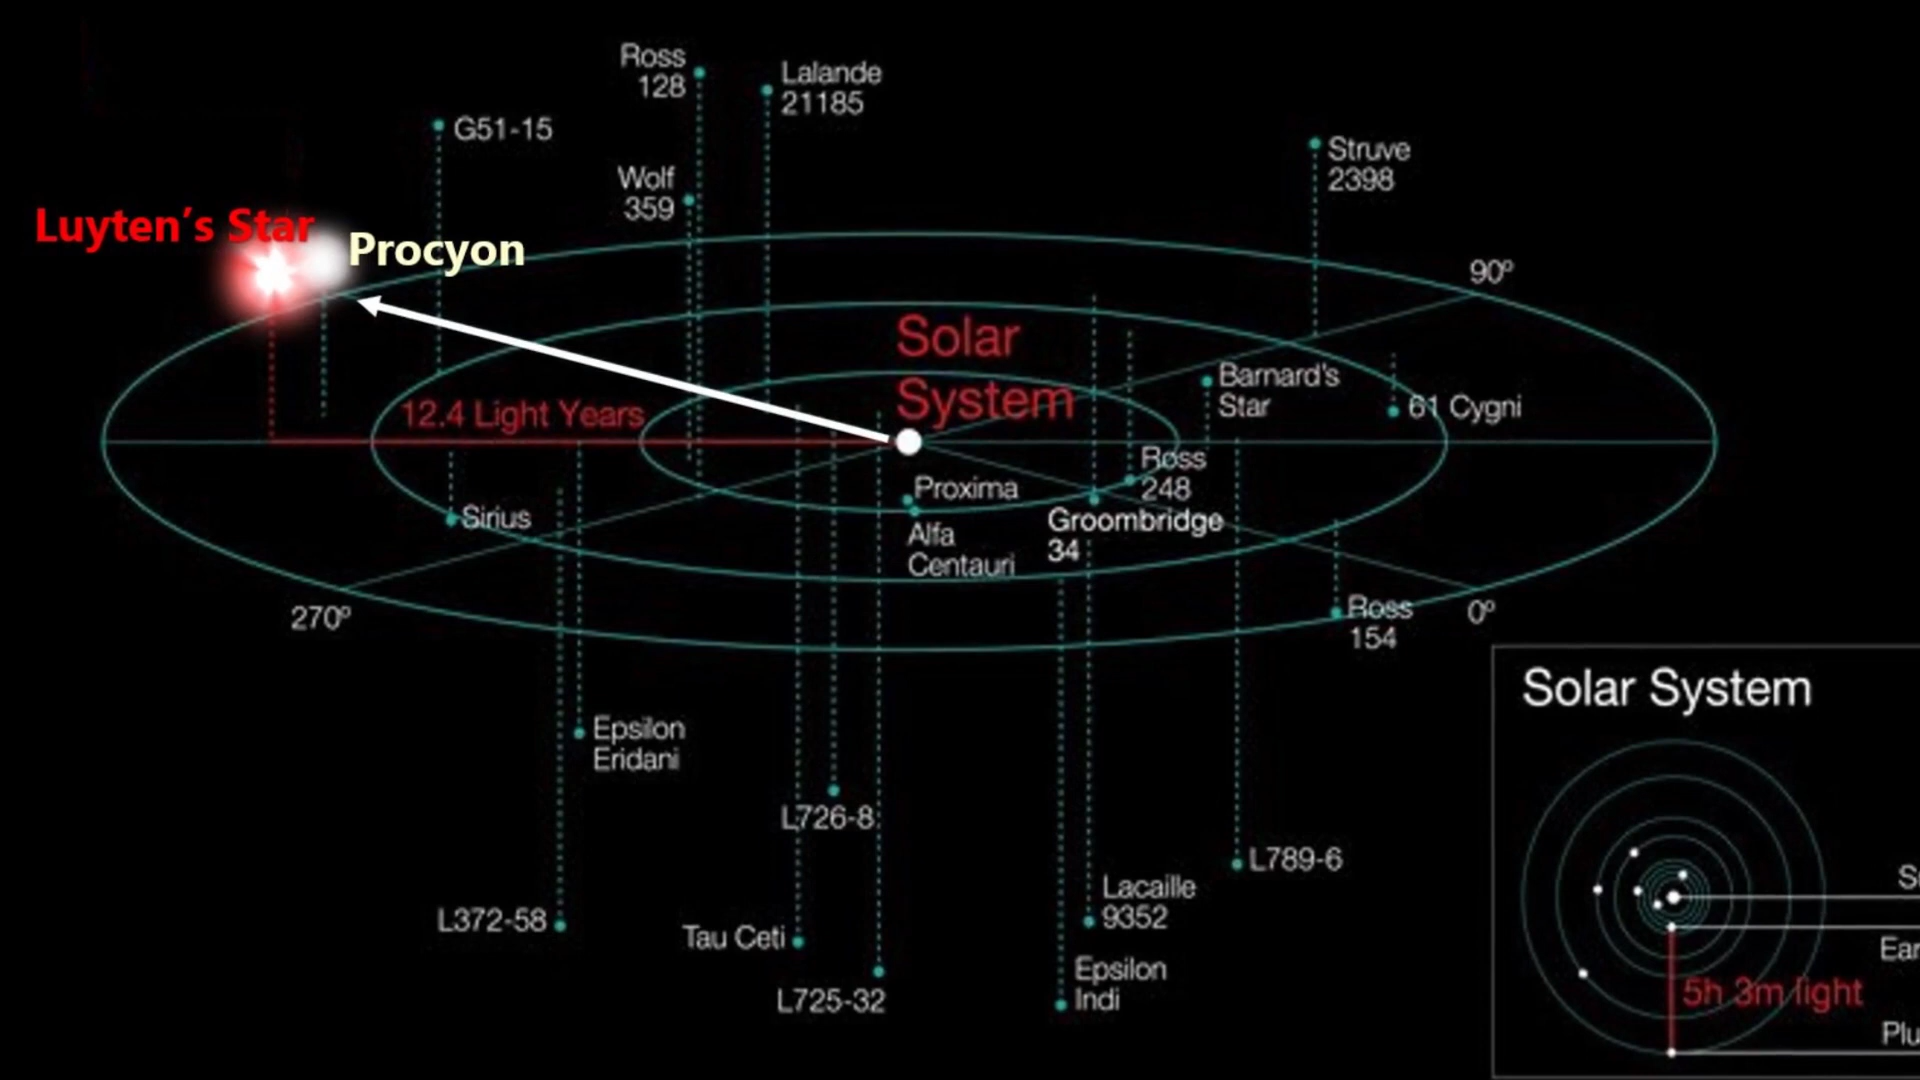 Ross
128
Lalande
21185
G51-15
Struve
2398
Wolf
359
Luyten’s Star
Procyon
90º
Solar
System
Barnard's
Star
61 Cygni
12.4 Light Years
Ross
248
Proxima
Sirius
Groombridge
34
Alfa
Centauri
270º
Ross
154
0º
Solar System
Epsilon
Eridani
L726-8
L789-6
Lacaille
9352
L372-58
Tau Ceti
Epsilon
Indi
L725-32
Ear
5h 3m light
Plu